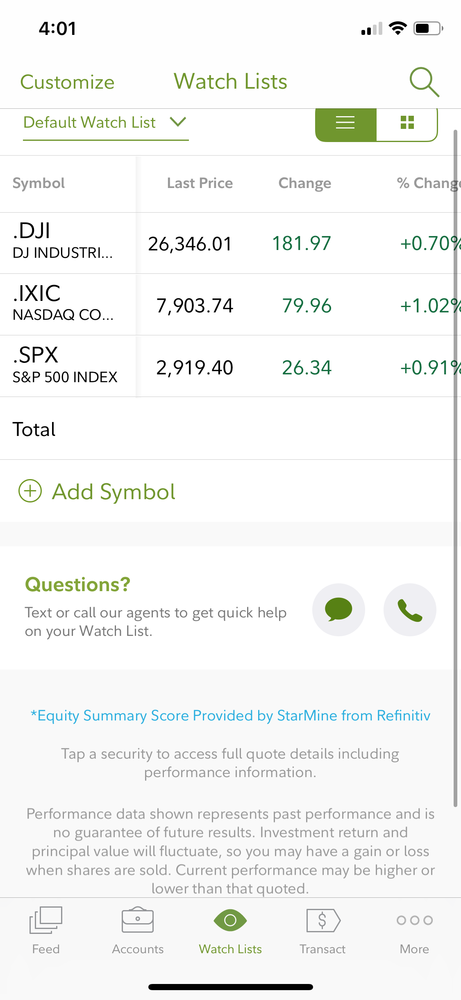 4:01
Customize Watch Lists
Default Watch List
Symbol Last Price Change % Change
.DJI
DJ INDUSTRI... 26,346.01 181.97 +0.70%
.IXIC
NASDAQ CO... 7,903.74 79.96 +1.02%
.SPX
S&P 500 INDEX 2,919.40 26.34 +0.91%
Total
Add Symbol
Questions?
Text or call our agents to get quick help
on your Watch List.
*Equity Summary Score Provided by StarMine from Refinitiv
Tap a security to access full quote details including
performance information.
Performance data shown represents past performance and is
no guarantee of future results. Investment return and
principal value will fluctuate, so you may have a gain or loss
when shares are sold. Current performance may be higher or
lower than that quoted.
$
Feed Accounts Watch Lists Transact More